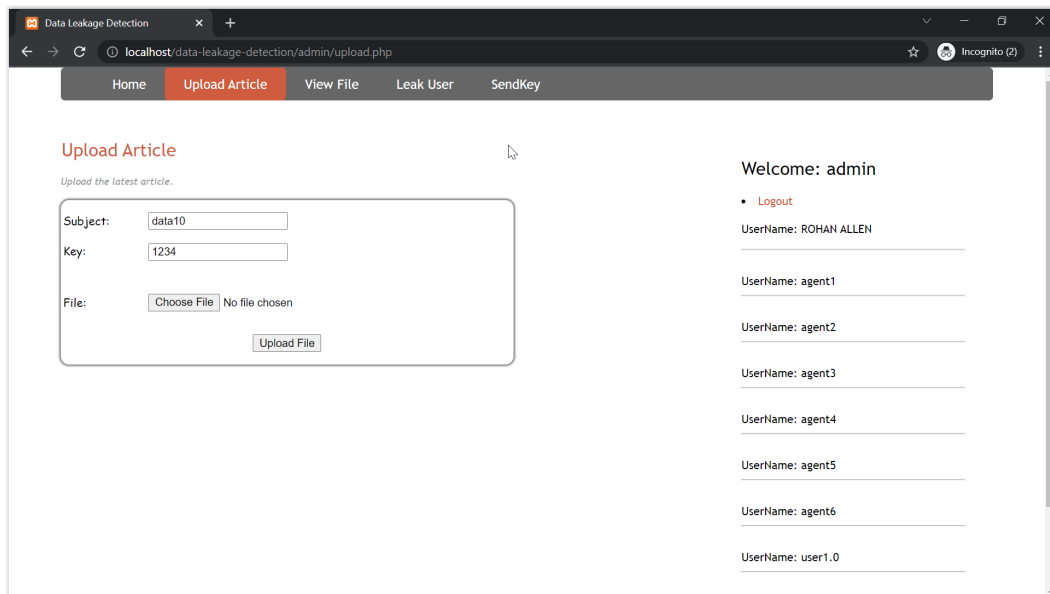 Data Leakage Detection
localhost/data-leakage-detection/admin/upload.php
Incognito (2)
Home Upload Article View File Leak User SendKey
Upload Article
Upload the latest article.
Subject: data10
Key: 1234
File: Choose File No file chosen
Upload File
Welcome: admin
Logout
UserName: ROHAN ALLEN
UserName: agent1
UserName: agent2
UserName: agent3
UserName: agent4
UserName: agent5
UserName: agent6
UserName: user1.0